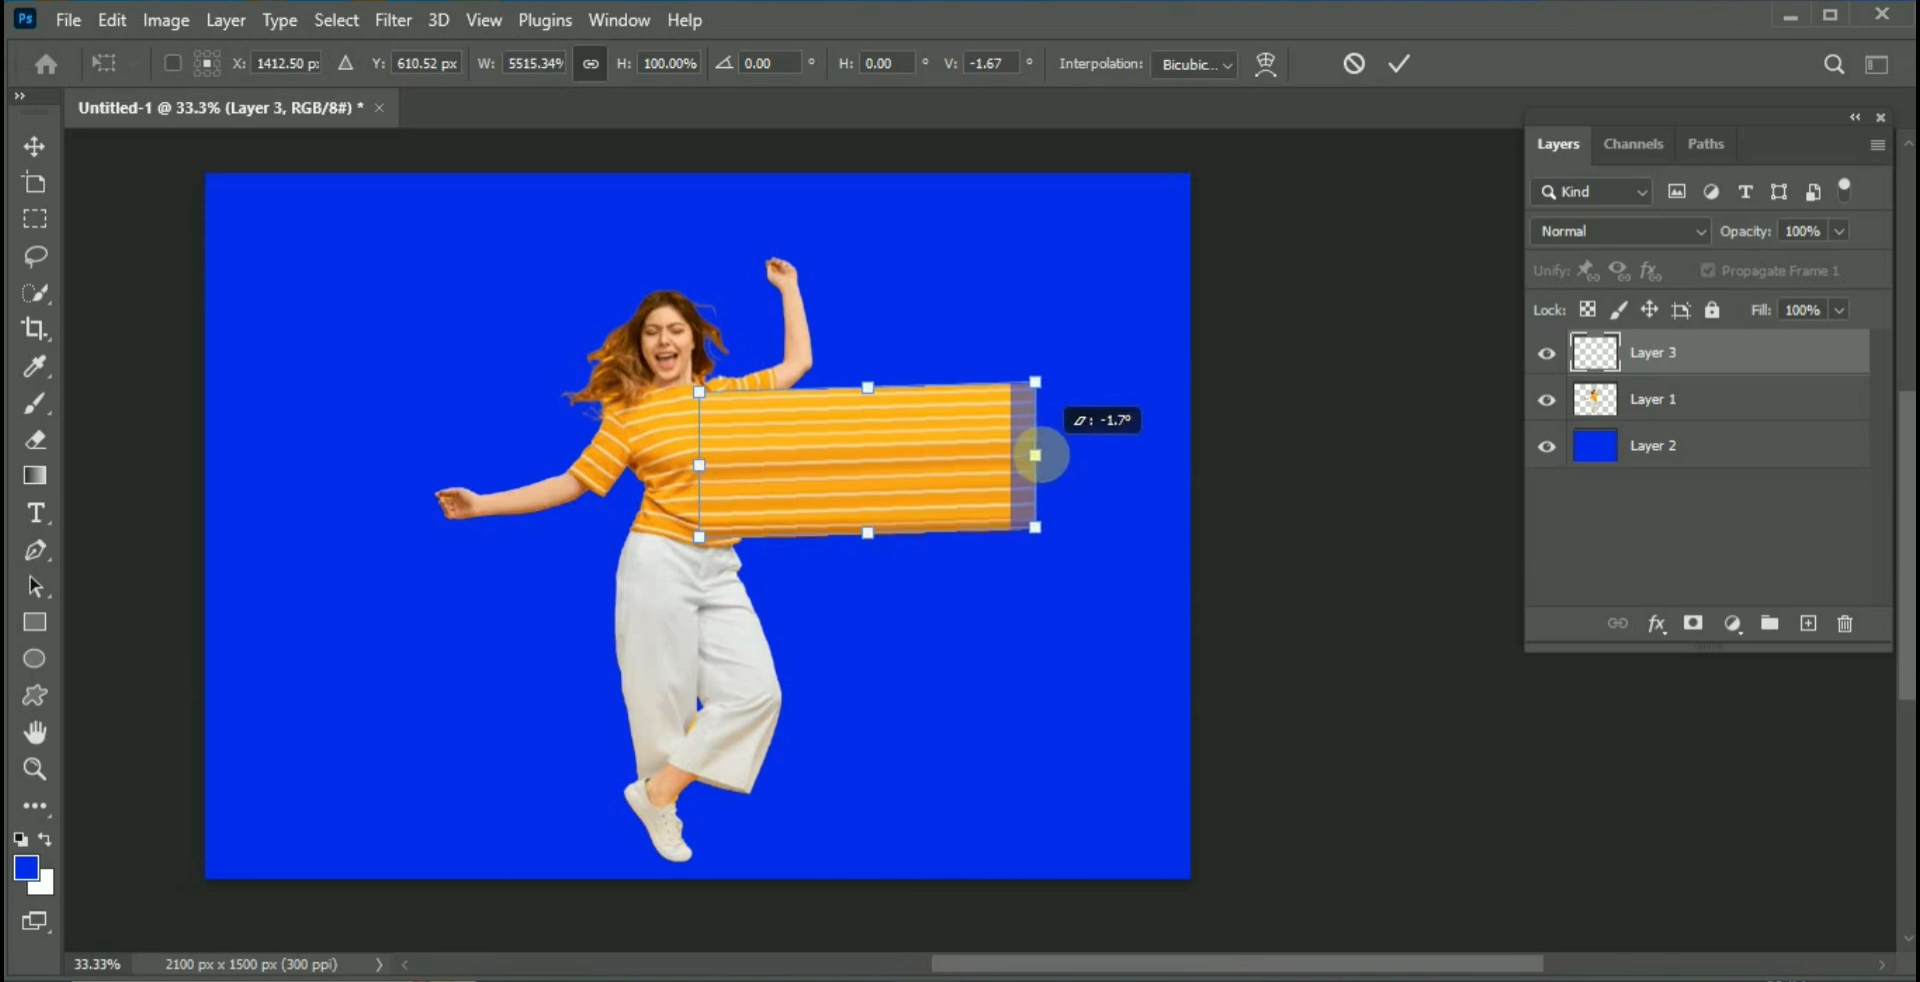 Ps File Edit Image Layer Type Select Filter 3D View Plugins Window Help
X: 1412.50 p: Y: 610.52 px W: 5515.34% H: 100.00% 0.00 ° H: 0.00 ° V: -1.67 ° Interpolation: Bicubic...
Untitled-1 @ 33.3% (Layer 3, RGB/8#) * ×
Layers Channels Paths
Kind
Normal Opacity: 100%
Unify: Propagate Frame 1
Lock: Fill: 100%
Layer 3
Layer 1
Layer 2
: -1.7°
fx
33.33% 2100 px x 1500 px (300 ppi)